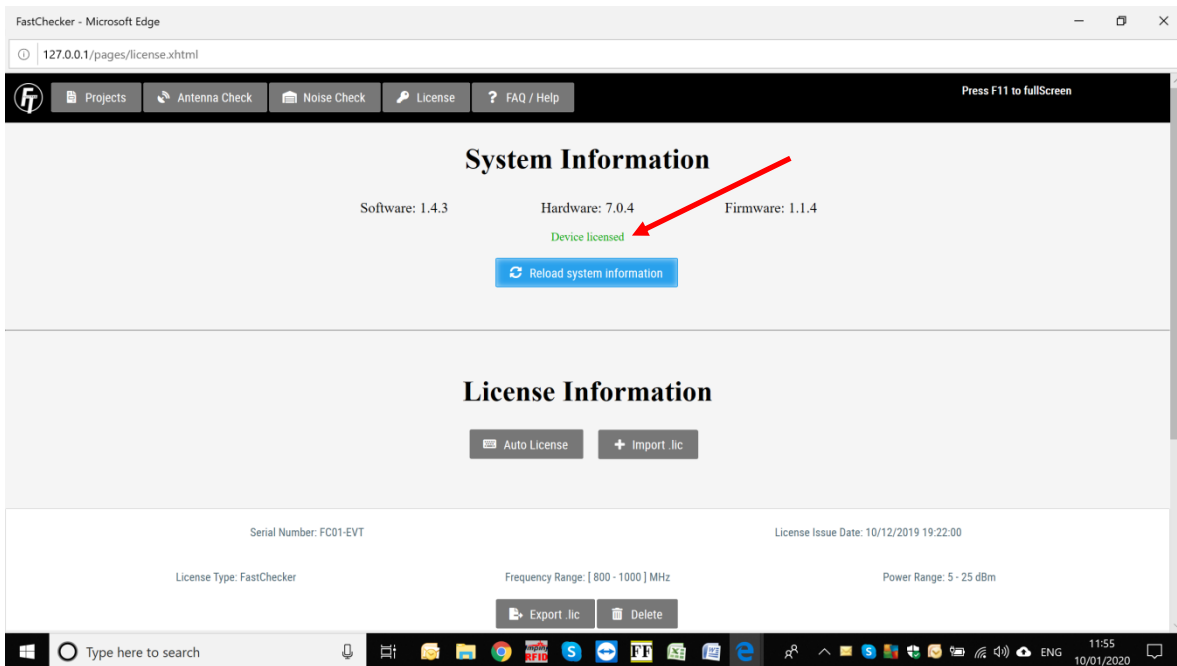 FastChecker - Microsoft Edge
127.0.0.1/pages/license.xhtml
FT Projects Antenna Check Noise Check License ? FAQ / Help Press F11 to fullScreen
System Information
Software: 1.4.3 Hardware: 7.0.4 Firmware: 1.1.4
Device licensed
Reload system information
License Information
Auto License + Import .lic
Serial Number: FC01-EVT License Issue Date: 10/12/2019 19:22:00
License Type: FastChecker Frequency Range: [ 800 - 1000 ] MHz Power Range: 5 - 25 dBm
Export .lic Delete
Type here to search RFID S FF S ENG 11:55
10/01/2020